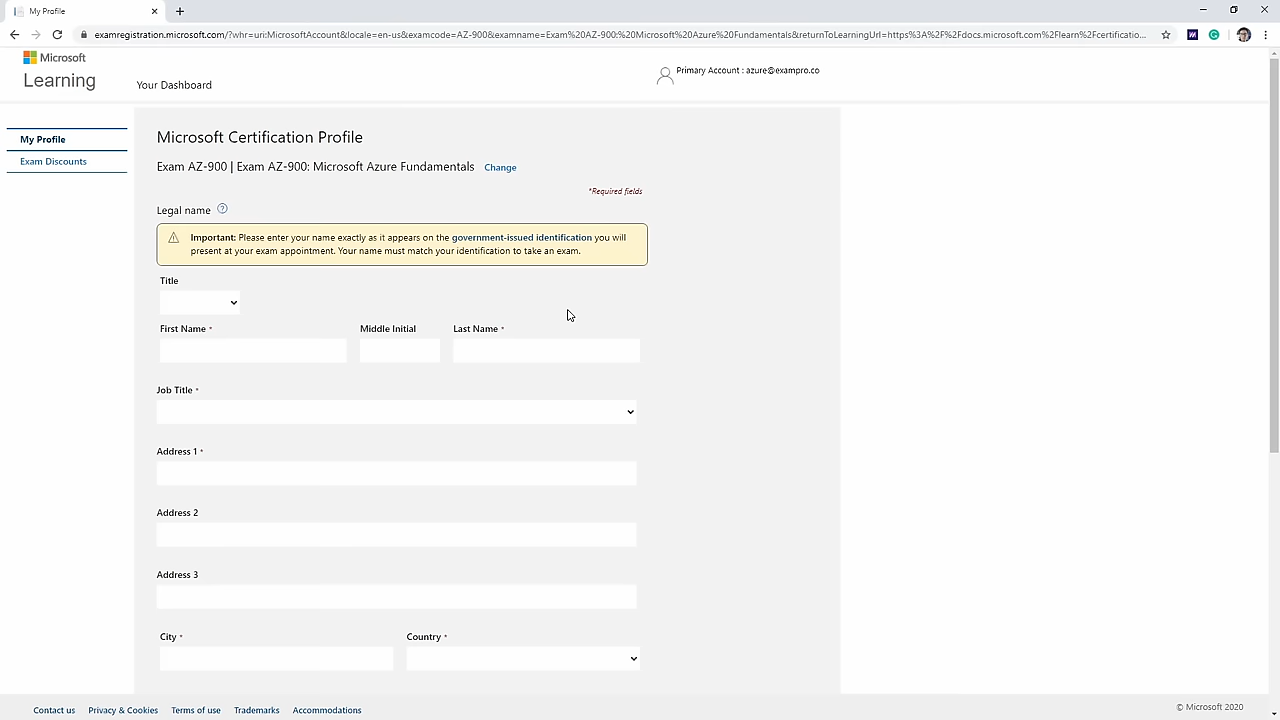 My Profile
examregistration.microsoft.com/?whr=uri:MicrosoftAccount&locale=en-us&examcode=AZ-900&examname=Exam%20AZ-900:%20Microsoft%20Azure%20Fundamentals&returnToLearningUrl=https%3A%2F%2Fdocs.microsoft.com%2Flearn%2Fcertificatio...
Microsoft
Learning
Your Dashboard
Primary Account : azure@exampro.co
My Profile
Exam Discounts
Microsoft Certification Profile
Exam AZ-900 | Exam AZ-900: Microsoft Azure Fundamentals Change
*Required fields
Legal name ?
Important: Please enter your name exactly as it appears on the government-issued identification you will
present at your exam appointment. Your name must match your identification to take an exam.
Title
First Name * Middle Initial Last Name *
Job Title *
Address 1 *
Address 2
Address 3
City * Country *
Contact us Privacy & Cookies Terms of use Trademarks Accommodations
© Microsoft 2020